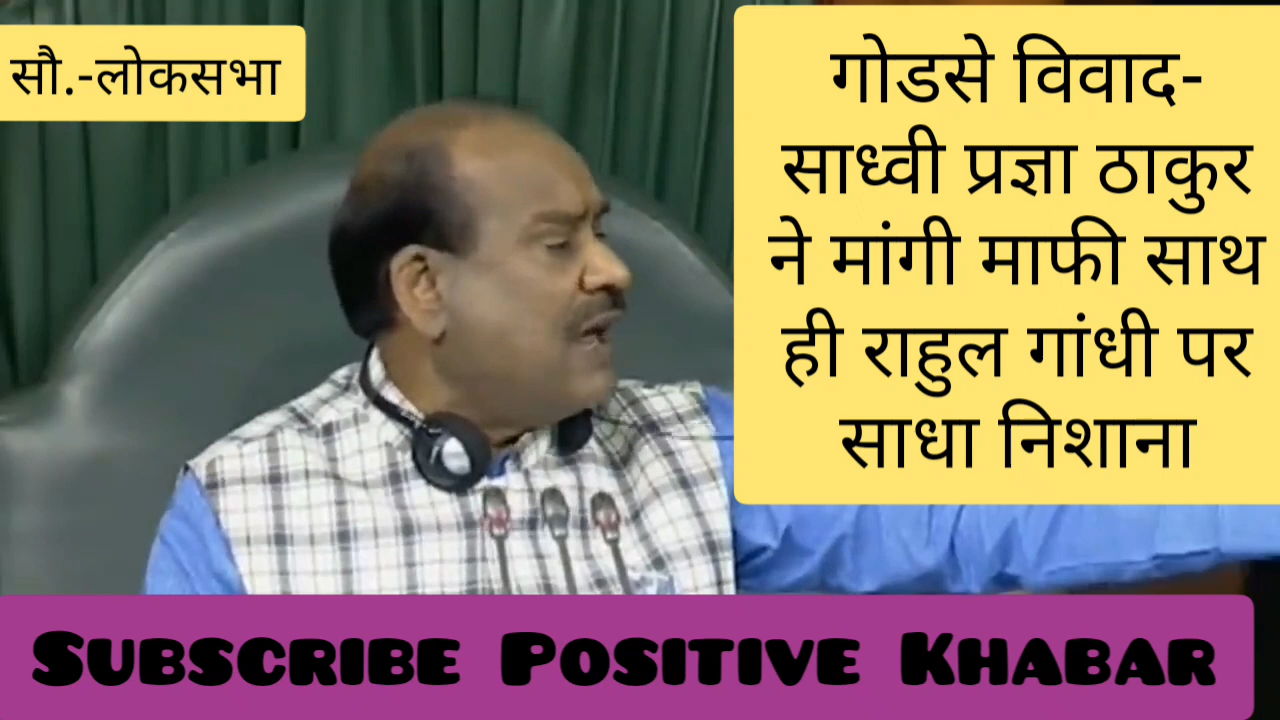 सौ.-लोकसभा
गोडसे विवाद-
साध्वी प्रज्ञा ठाकुर
ने मांगी माफी साथ
ही राहुल गांधी पर
साधा निशाना
SUBSCRIBE POSITIVE KHABAR